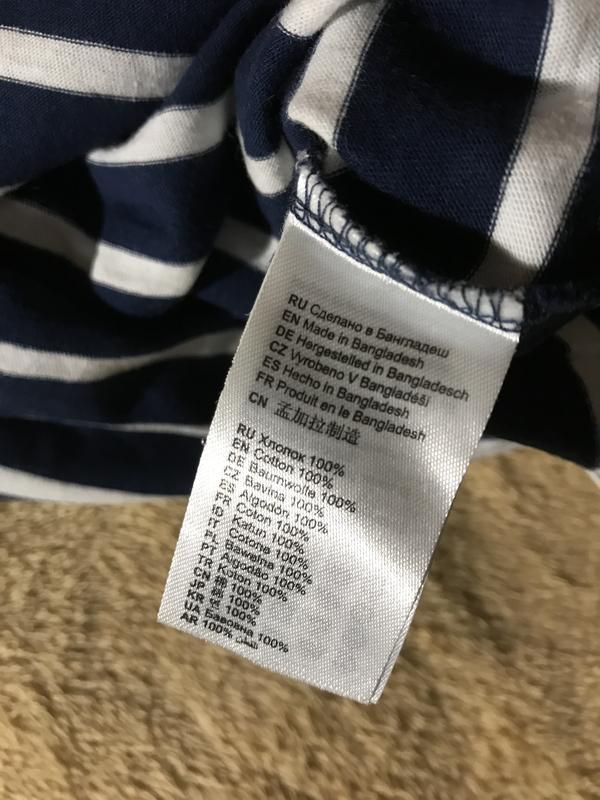 RU Сделано в Бангладеш
EN Made in Bangladesh
DE Hergestelled in Bangladesch
CZ Vyrobeno V Bangladéši
ES Hecho in Bangladesh
FR Produit en le Bangladesh
CN 孟加拉制造
RU Хлопок 100%
EN Cotton 100%
DE Baumwolle 100%
CZ Bavlna 100%
ES Algodón 100%
FR Coton 100%
ID Katun 100%
IT Cotone 100%
PL Bawełna 100%
PT Algodão 100%
TR Koton 100%
CN 棉 100%
JP 綿 100%
KR 면 100%
UA Бавовна 100%
AR 100% قطن